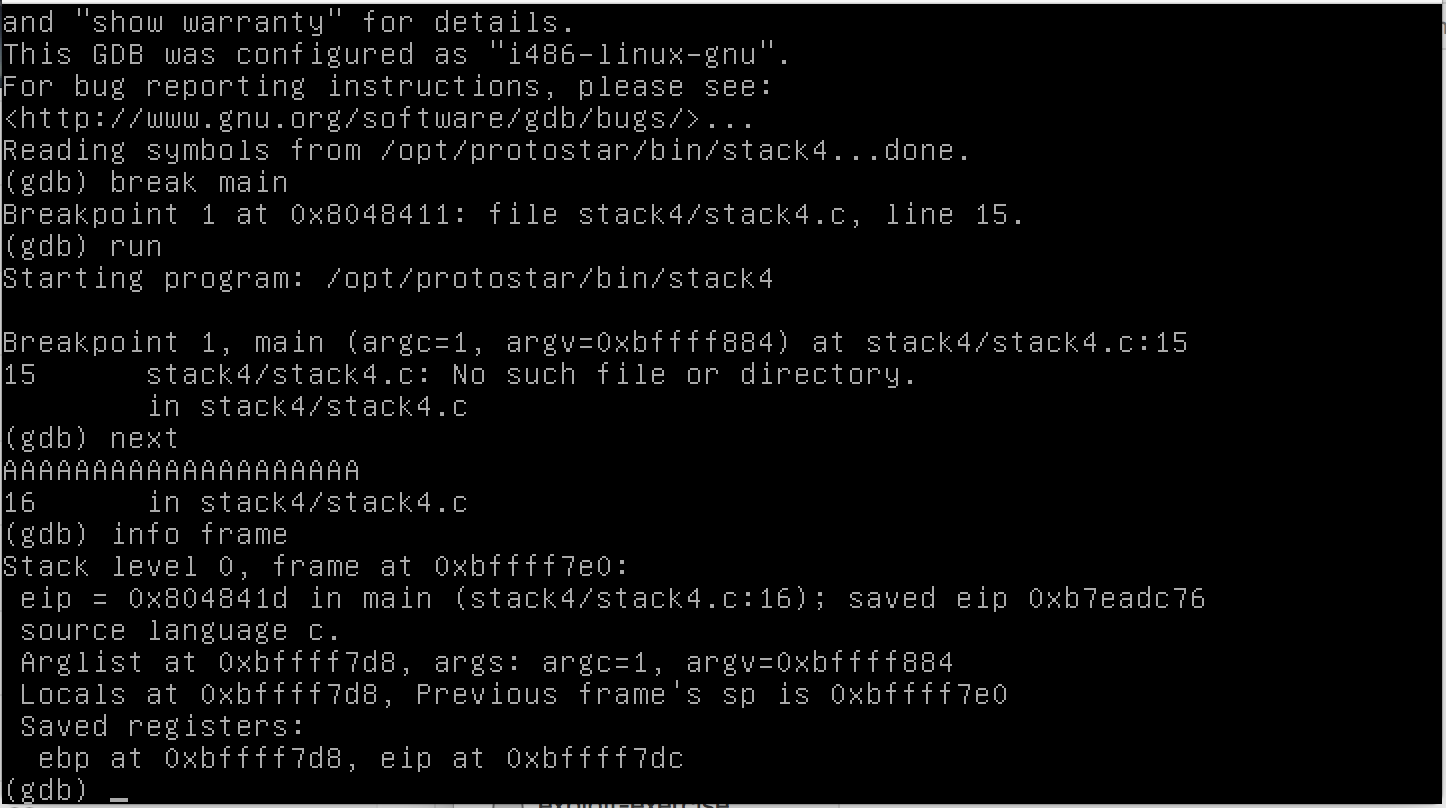 and "show warranty" for details.
This GDB was configured as "i486-linux-gnu".
For bug reporting instructions, please see:
<http://www.gnu.org/software/gdb/bugs/>...
Reading symbols from /opt/protostar/bin/stack4...done.
(gdb) break main
Breakpoint 1 at 0x8048411: file stack4/stack4.c, line 15.
(gdb) run
Starting program: /opt/protostar/bin/stack4

Breakpoint 1, main (argc=1, argv=0xbffff884) at stack4/stack4.c:15
15      stack4/stack4.c: No such file or directory.
        in stack4/stack4.c
(gdb) next
AAAAAAAAAAAAAAAAAAAA
16      in stack4/stack4.c
(gdb) info frame
Stack level 0, frame at 0xbffff7e0:
 eip = 0x804841d in main (stack4/stack4.c:16); saved eip 0xb7eadc76
 source language c.
 Arglist at 0xbffff7d8, args: argc=1, argv=0xbffff884
 Locals at 0xbffff7d8, Previous frame's sp is 0xbffff7e0
 Saved registers:
  ebp at 0xbffff7d8, eip at 0xbffff7dc
(gdb) _